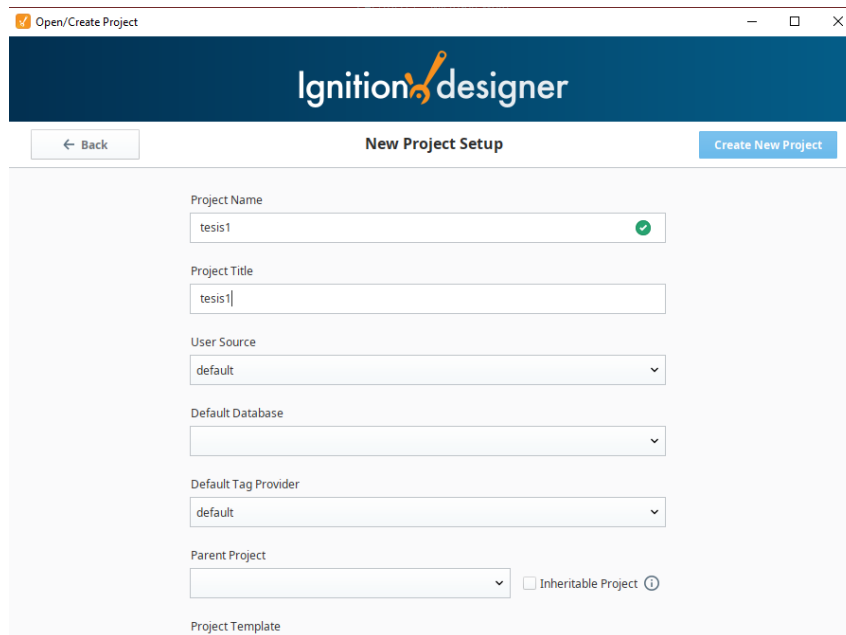 Open/Create Project
Ignition designer
← Back
New Project Setup
Create New Project
Project Name
tesis1
Project Title
tesis1
User Source
default
Default Database
Default Tag Provider
default
Parent Project
Inheritable Project
Project Template